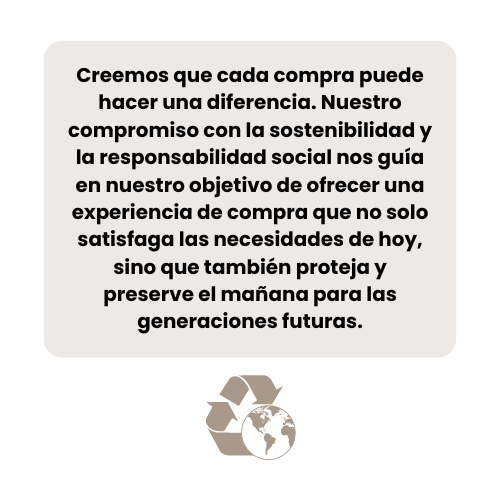 Creemos que cada compra puede
hacer una diferencia. Nuestro
compromiso con la sostenibilidad y
la responsabilidad social nos guía
en nuestro objetivo de ofrecer una
experiencia de compra que no solo
satisfaga las necesidades de hoy,
sino que también proteja y
preserve el mañana para las
generaciones futuras.